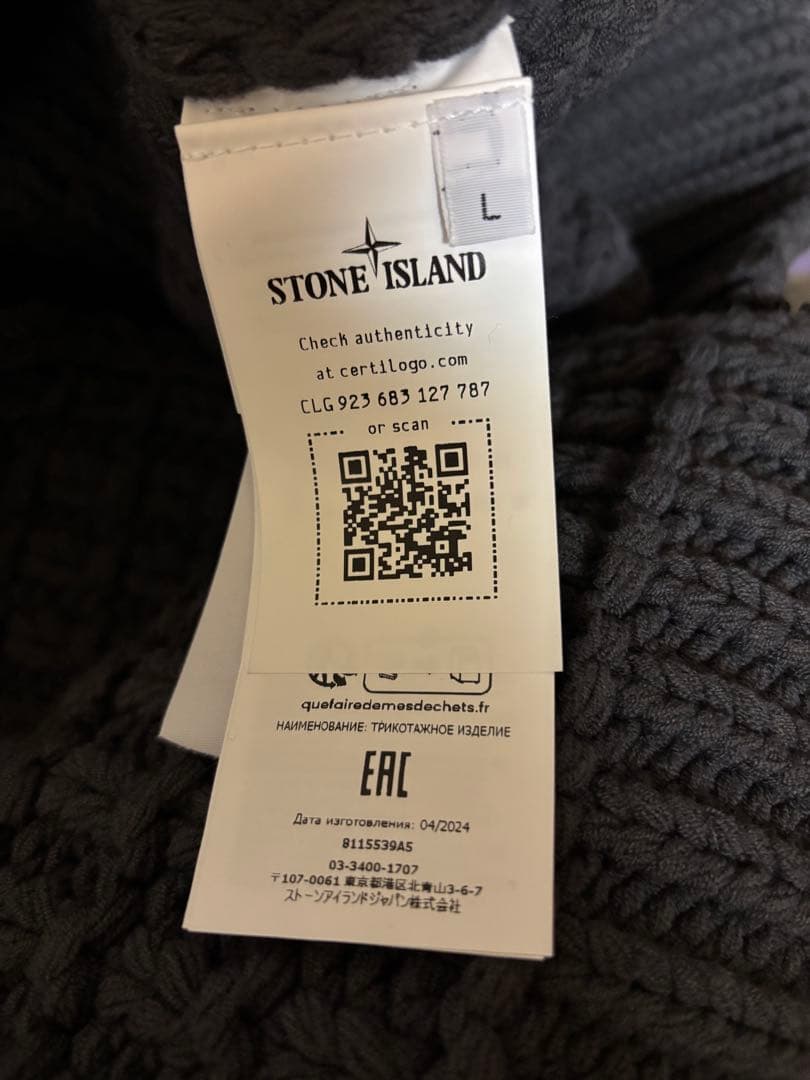 L
STONE ISLAND
Check authenticity
at certilogo.com
CLG 923 683 127 787
or scan
quefairedemesdechets.fr
НАИМЕНОВАНИЕ: ТРИКОТАЖНОЕ ИЗДЕЛИЕ
EAC
Дата изготовления: 04/2024
8115539A5
03-3400-1707
〒107-0061 東京都港区北青山3-6-7
ストーンアイランドジャパン株式会社